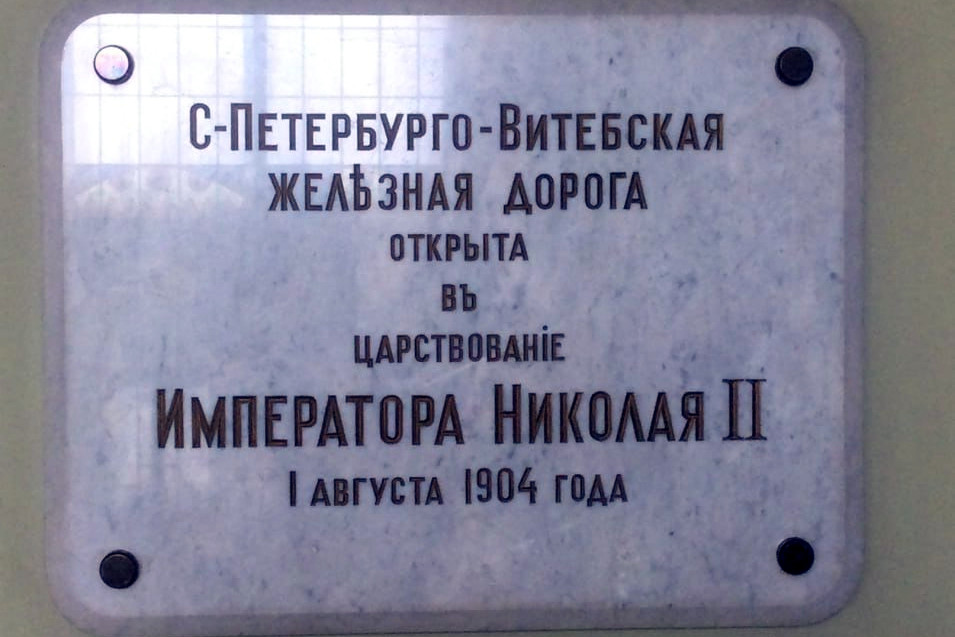 С-Петербурго-Витебская
желѣзная дорога
открыта
въ
царствованіе
Императора Николая II
1 августа 1904 года